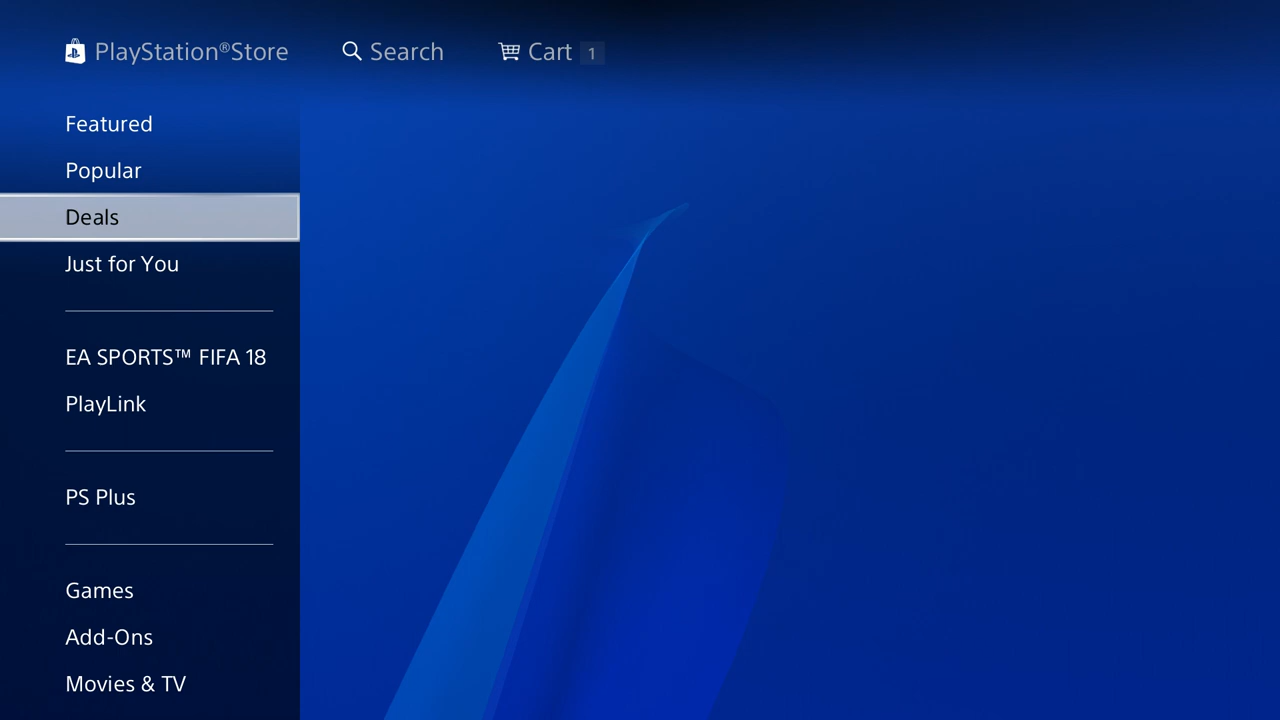 PlayStation®Store
Search
Cart 1
Featured
Popular
Deals
Just for You
EA SPORTS™ FIFA 18
PlayLink
PS Plus
Games
Add-Ons
Movies & TV